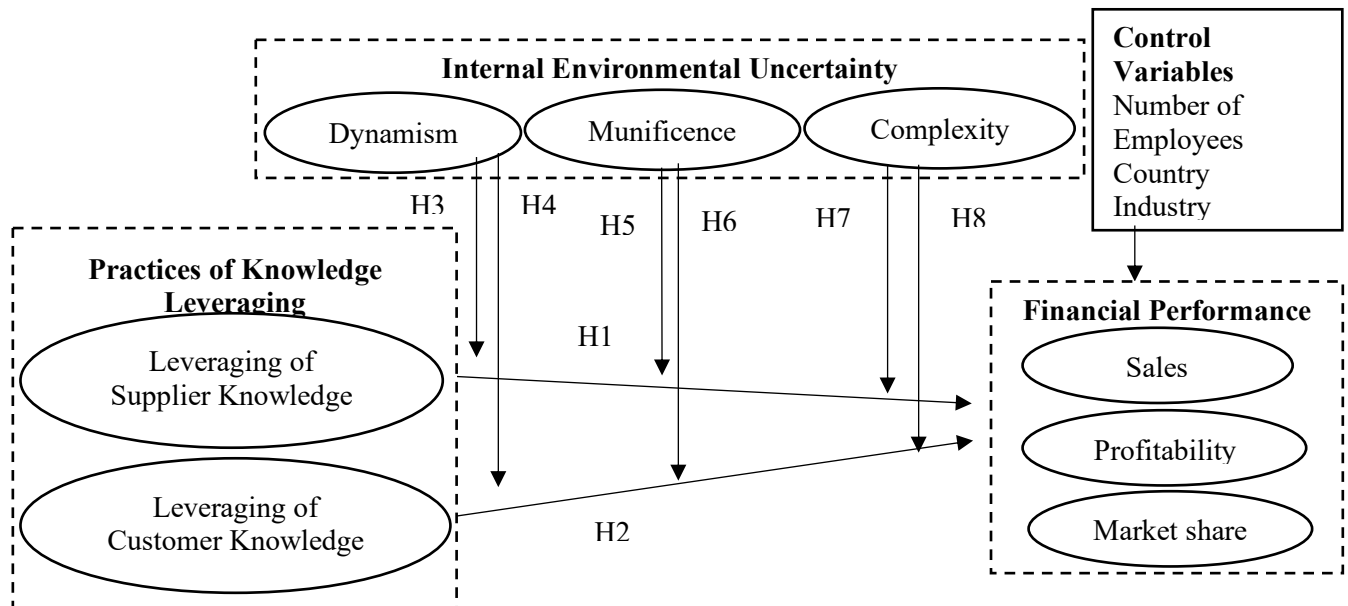 Internal Environmental Uncertainty
Dynamism
Munificence
Complexity
Control
Variables
Number of
Employees
Country
Industry
H3
H4
H5
H6
H7
H8
Practices of Knowledge
Leveraging
Leveraging of
Supplier Knowledge
Leveraging of
Customer Knowledge
H1
H2
Financial Performance
Sales
Profitability
Market share